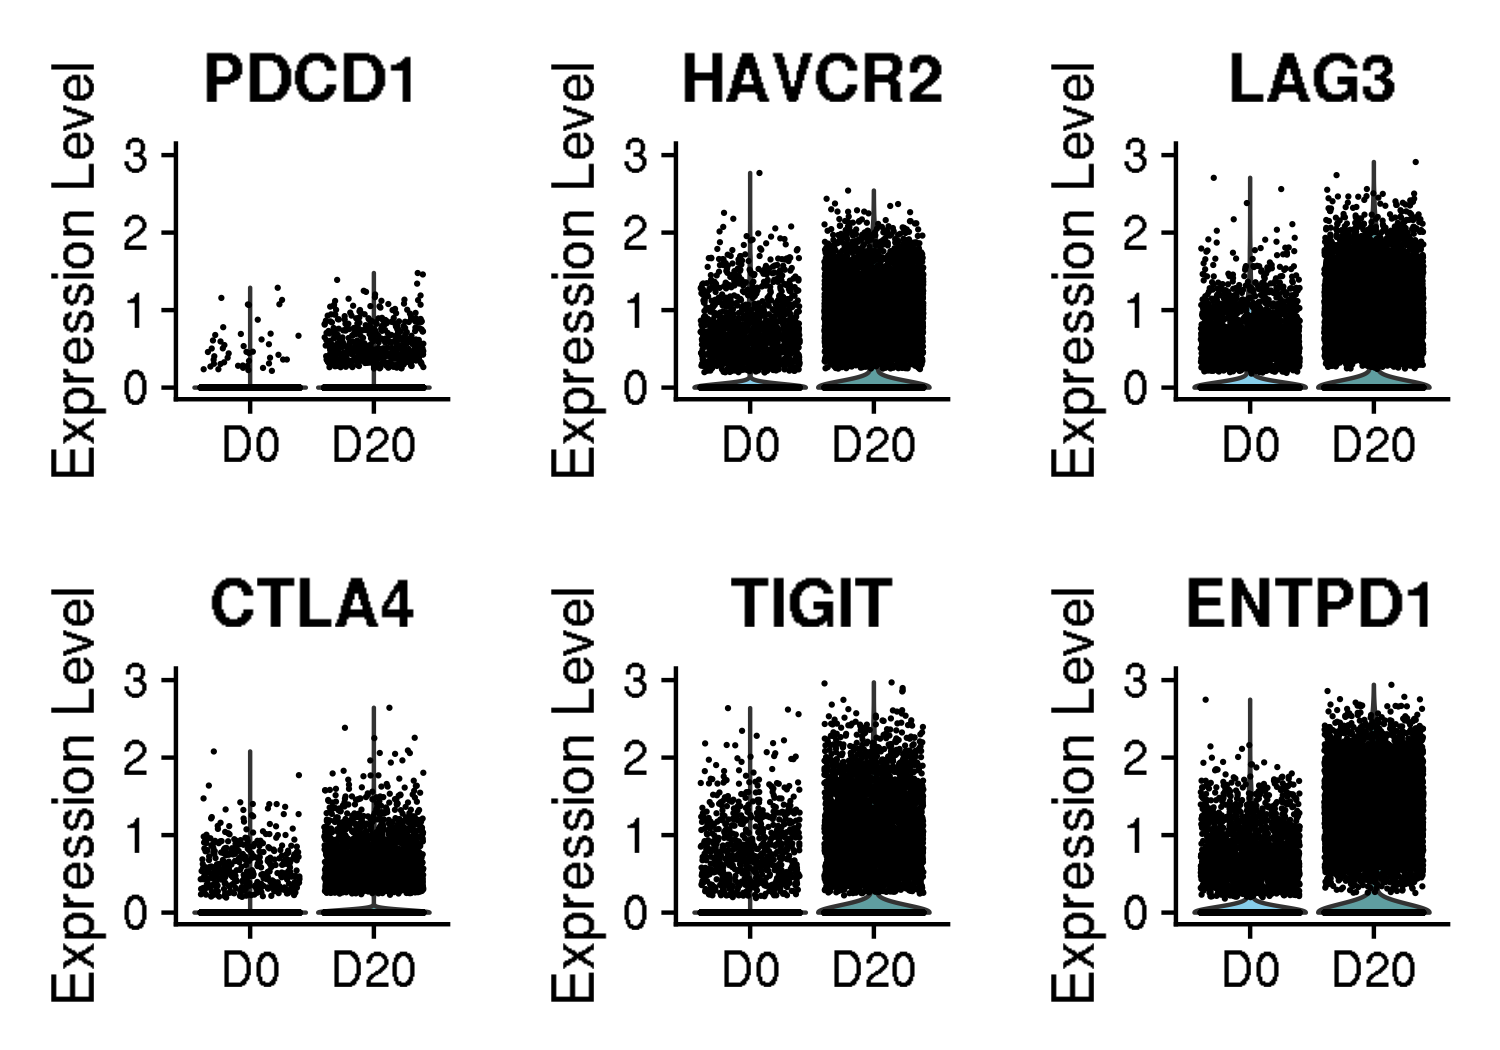 PDCD1
Expression Level
3
2
1
0
D0 D20
HAVCR2
Expression Level
3
2
1
0
D0 D20
LAG3
Expression Level
3
2
1
0
D0 D20
CTLA4
Expression Level
3
2
1
0
D0 D20
TIGIT
Expression Level
3
2
1
0
D0 D20
ENTPD1
Expression Level
3
2
1
0
D0 D20